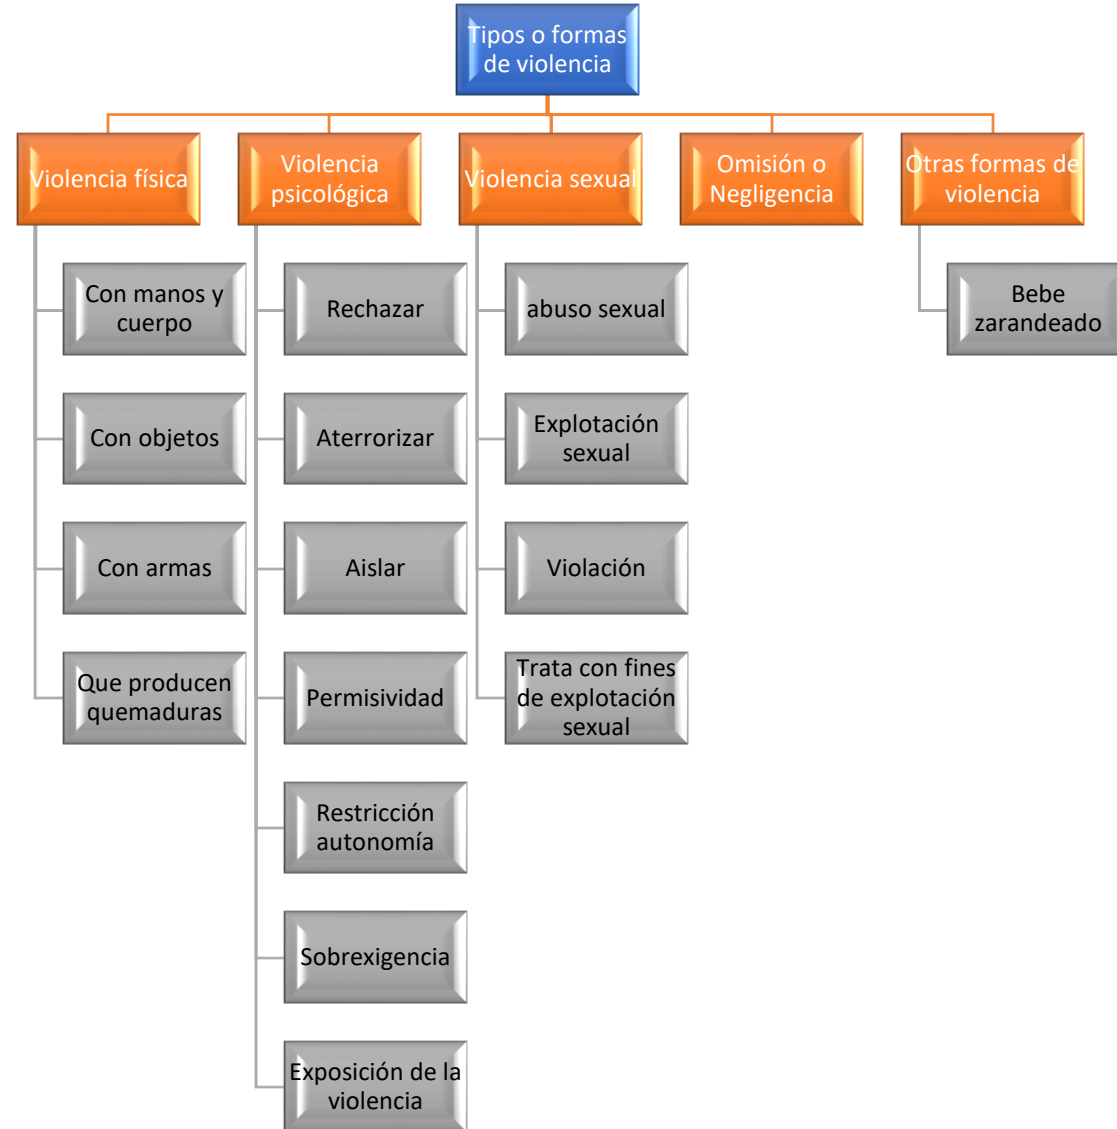 Tipos o formas
de violencia
Violencia física
Violencia
psicológica
Violencia sexual
Omisión o
Negligencia
Otras formas de
violencia
Con manos y
cuerpo
Con objetos
Con armas
Que producen
quemaduras
Rechazar
Aterrorizar
Aislar
Permisividad
Restricción
autonomía
Sobrexigencia
Exposición de la
violencia
abuso sexual
Explotación
sexual
Violación
Trata con fines
de explotación
sexual
Bebe
zarandeado